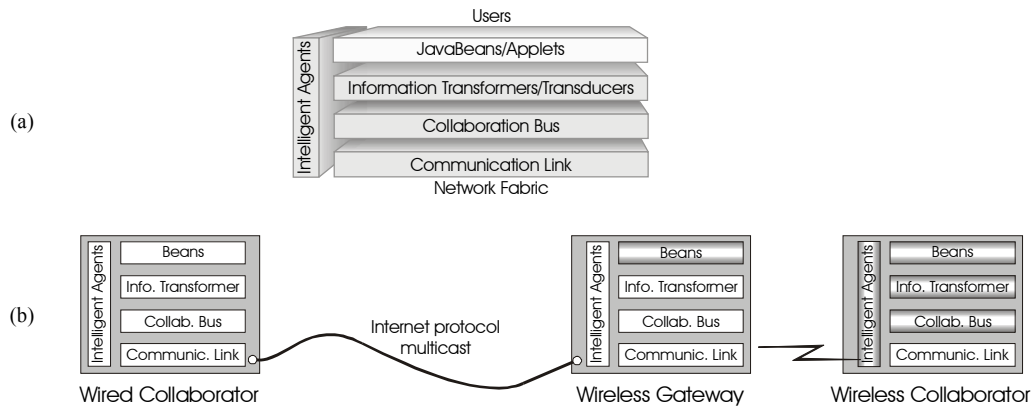 Users
JavaBeans/Applets
Information Transformers/Transducers
Collaboration Bus
Communication Link
Intelligent Agents
Network Fabric
(a)
(b)
Intelligent Agents
Beans
Info. Transformer
Collab. Bus
Communic. Link
Wired Collaborator
Internet protocol
multicast
Intelligent Agents
Beans
Info. Transformer
Collab. Bus
Communic. Link
Wireless Gateway
Intelligent Agents
Beans
Info. Transformer
Collab. Bus
Communic. Link
Wireless Collaborator